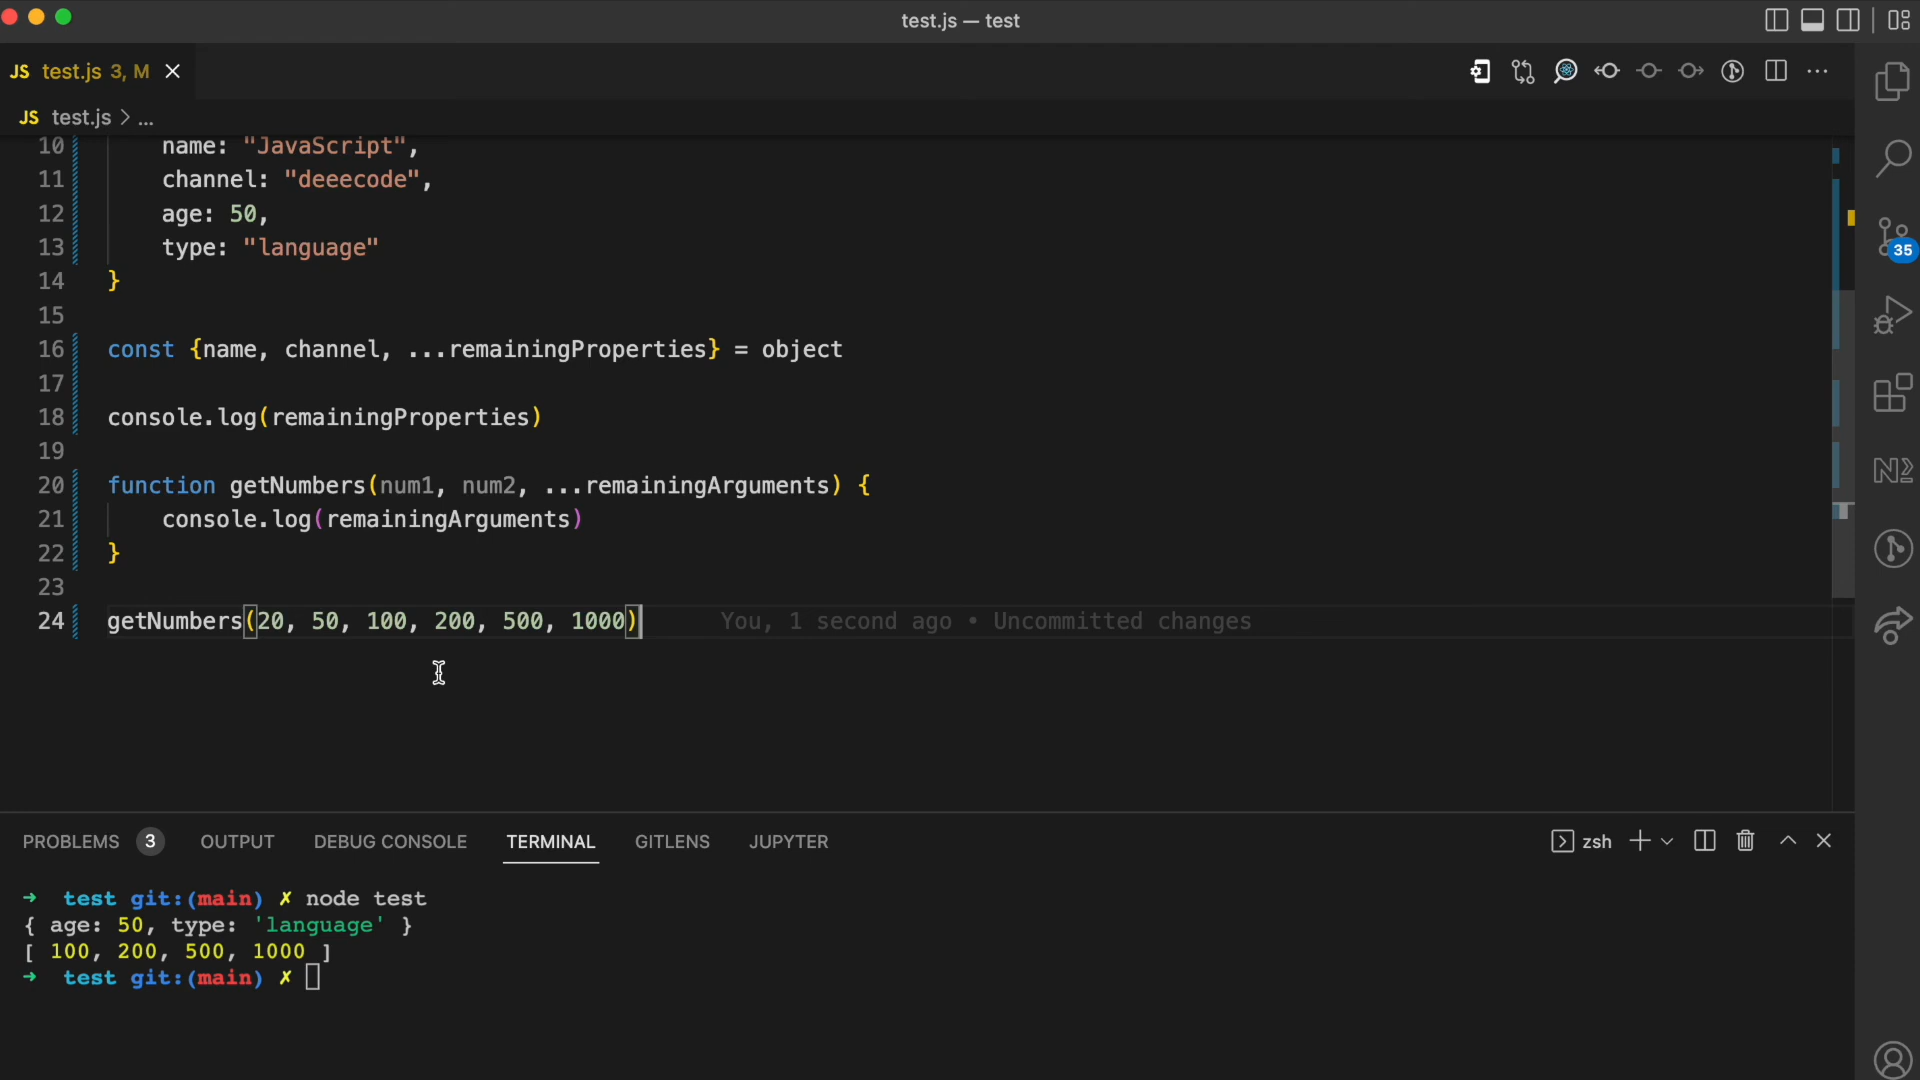 test.js — test
JS test.js 3, M
JS test.js > ...
10 name: "JavaScript",
11 channel: "deeecode",
12 age: 50,
13 type: "language"
14 }
15
16 const {name, channel, ...remainingProperties} = object
17
18 console.log(remainingProperties)
19
20 function getNumbers(num1, num2, ...remainingArguments) {
21 console.log(remainingArguments)
22 }
23
24 getNumbers(20, 50, 100, 200, 500, 1000) You, 1 second ago • Uncommitted changes
35
PROBLEMS 3 OUTPUT DEBUG CONSOLE TERMINAL GITLENS JUPYTER zsh
➜ test git:(main) ✗ node test
{ age: 50, type: 'language' }
[ 100, 200, 500, 1000 ]
➜ test git:(main) ✗